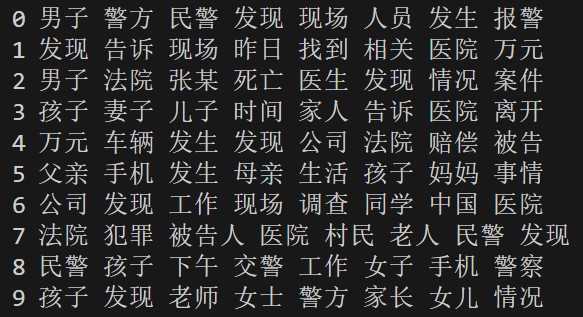 0 男子 警方 民警 发现 现场 人员 发生 报警
1 发现 告诉 现场 昨日 找到 相关 医院 万元
2 男子 法院 张某 死亡 医生 发现 情况 案件
3 孩子 妻子 儿子 时间 家人 告诉 医院 离开
4 万元 车辆 发生 发现 公司 法院 赔偿 被告
5 父亲 手机 发生 母亲 生活 孩子 妈妈 事情
6 公司 发现 工作 现场 调查 同学 中国 医院
7 法院 犯罪 被告人 医院 村民 老人 民警 发现
8 民警 孩子 下午 交警 工作 女子 手机 警察
9 孩子 发现 老师 女士 警方 家长 女儿 情况